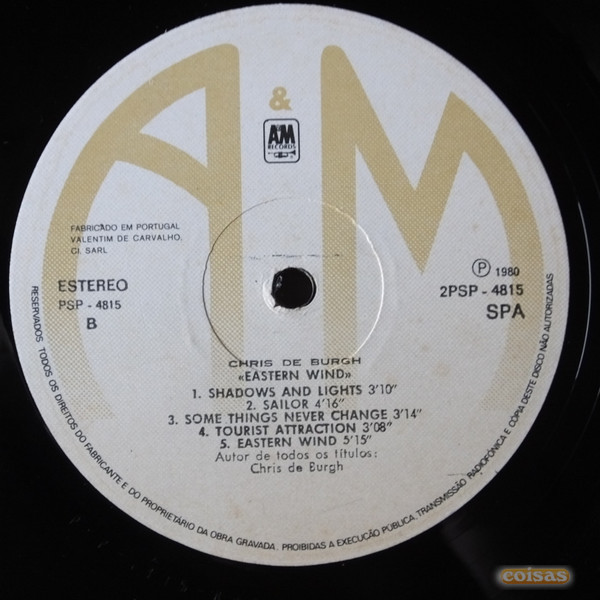 A & M
A&M
RECORDS
FABRICADO EM PORTUGAL
VALENTIM DE CARVALHO,
CI. SARL
ESTEREO
PSP - 4815
B
Ⓟ 1980
2PSP - 4815
SPA
CHRIS DE BURGH
«EASTERN WIND»
1. SHADOWS AND LIGHTS 3'10"
2. SAILOR 4'16"
3. SOME THINGS NEVER CHANGE 3'14"
4. TOURIST ATTRACTION 3'08"
5. EASTERN WIND 5'15"
Autor de todos os títulos:
Chris de Burgh
RESERVADOS TODOS OS DIREITOS DO FABRICANTE E DO PROPRIETÁRIO DA OBRA GRAVADA. PROIBIDAS A EXECUÇÃO PÚBLICA, TRANSMISSÃO RADIOFÓNICA E CÓPIA DESTE DISCO NÃO AUTORIZADAS
coisas